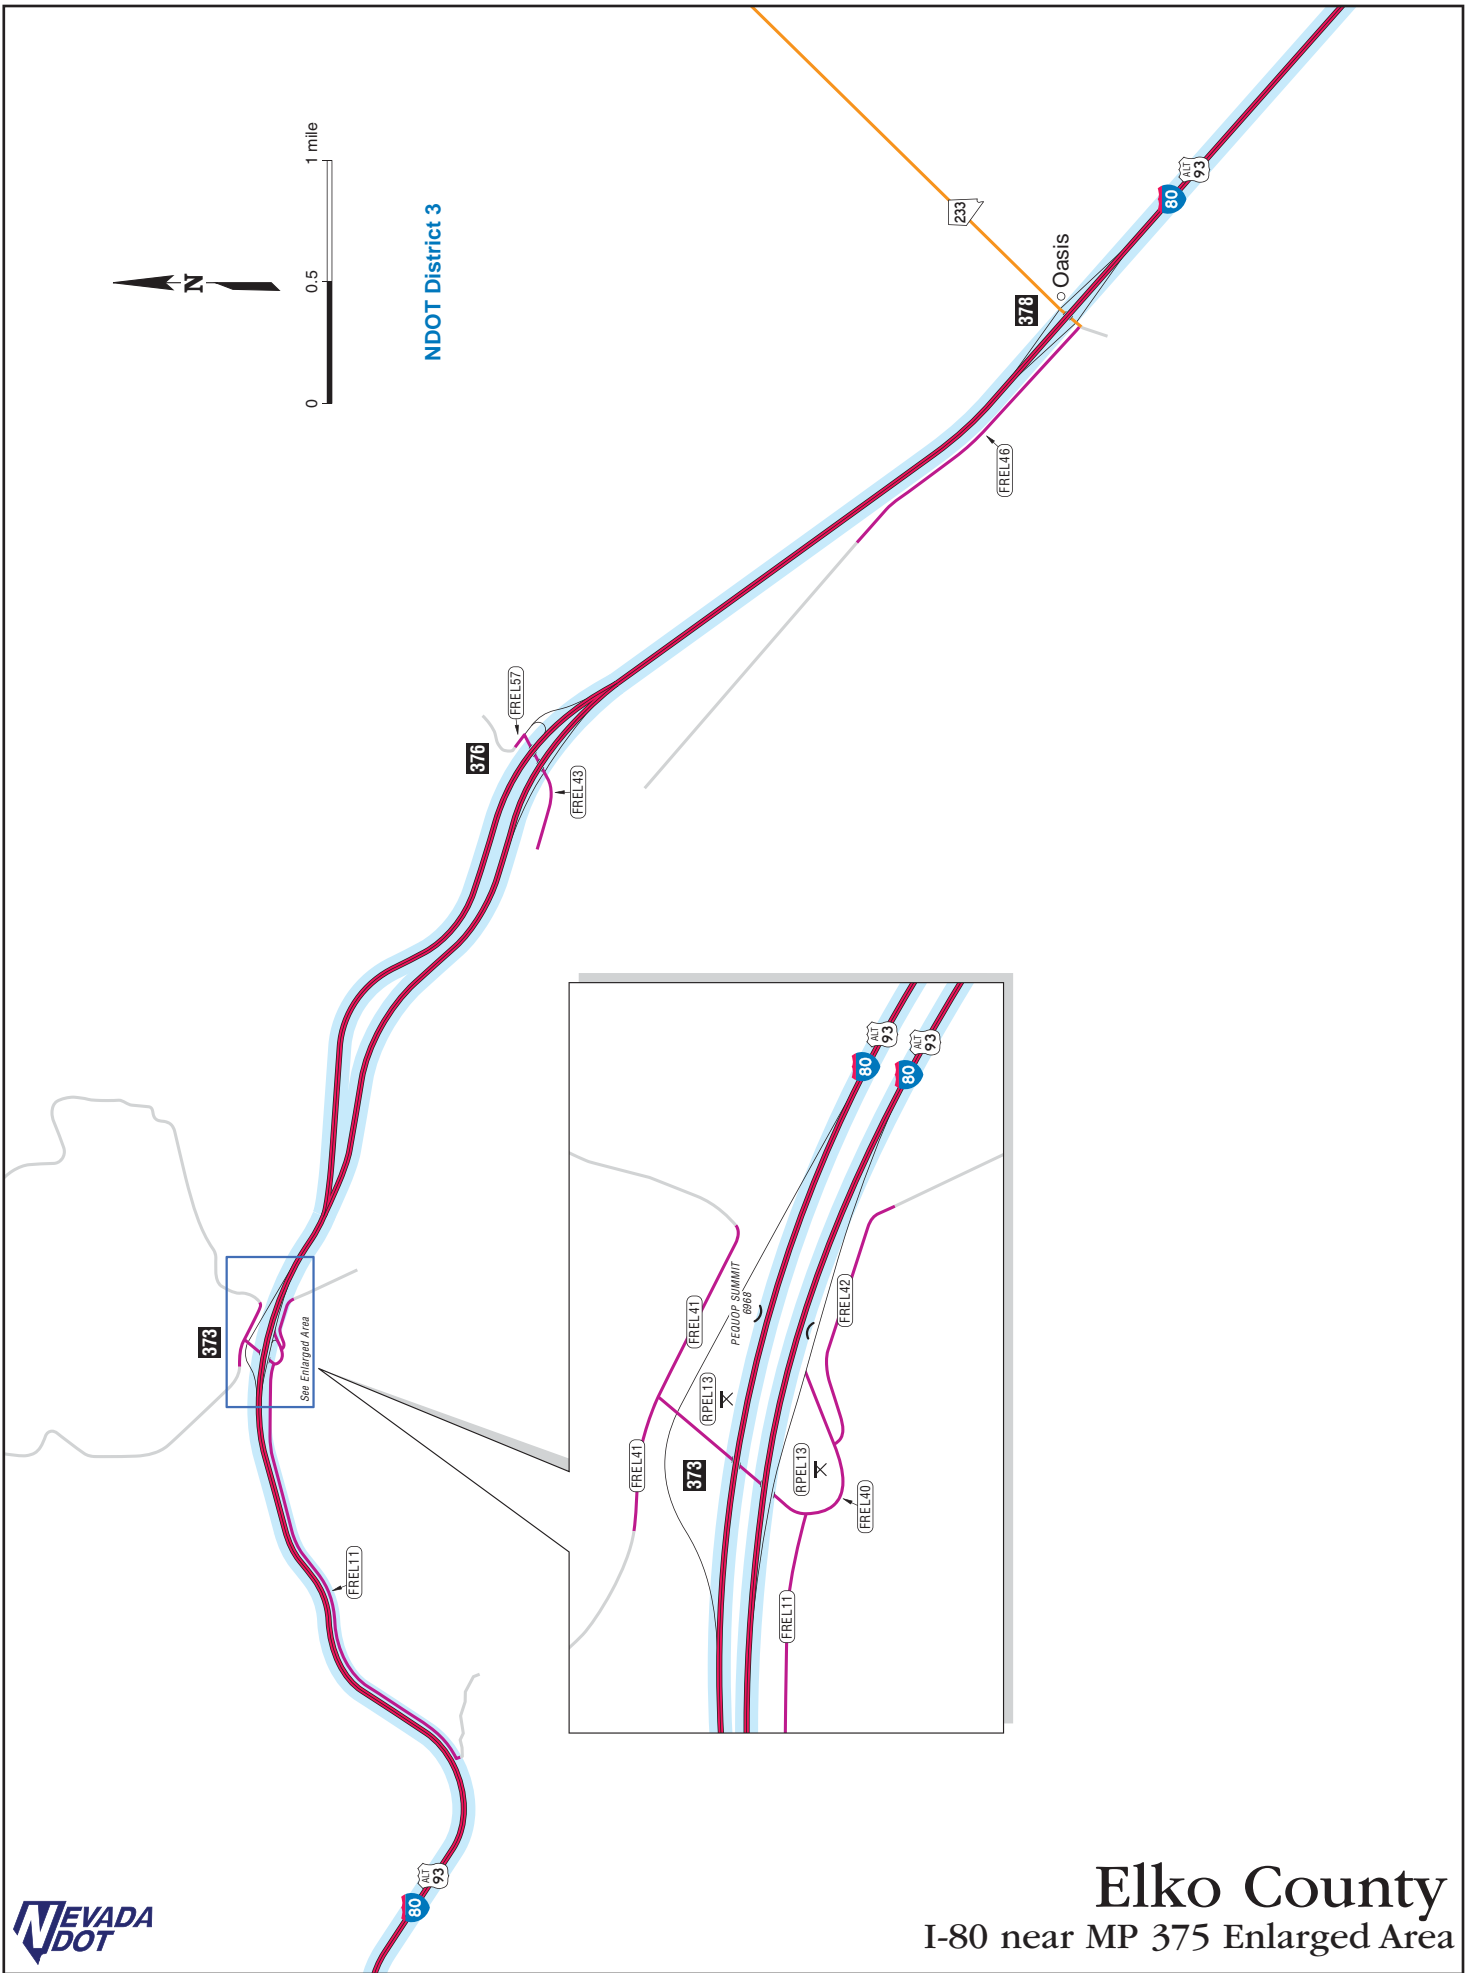 0
0.5
1 mile
N
NDOT District 3
233
Oasis
378
80
ALT
93
FREL46
FREL57
376
FREL43
373
See Enlarged Area
FREL11
80
ALT
93
80
ALT
93
80
ALT
93
FREL41
PEQUOP SUMMIT
6968
FREL42
RPEL13
FREL41
373
RPEL13
FREL40
FREL11
NEVADA
DOT
Elko County
I-80 near MP 375 Enlarged Area